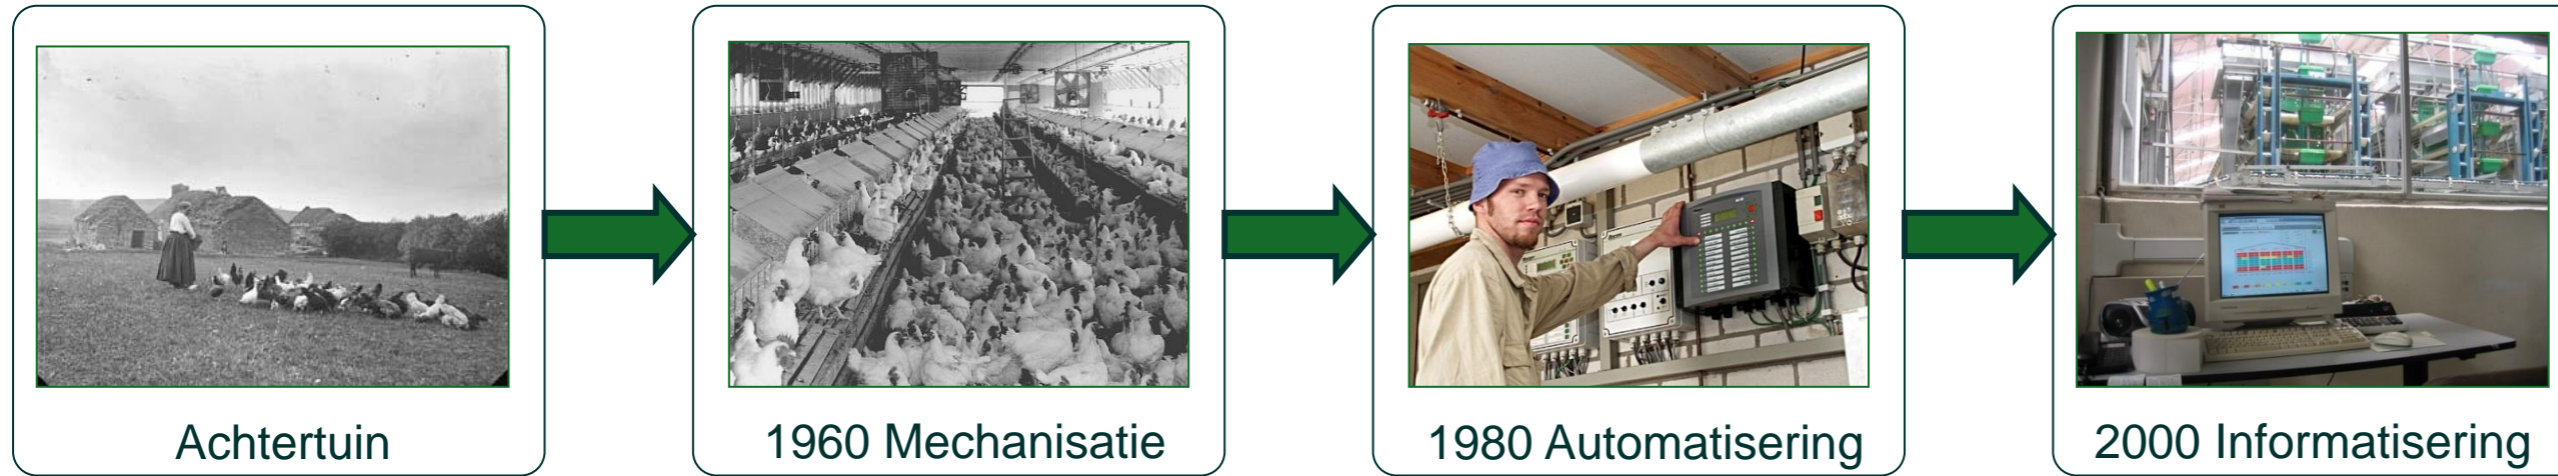 Achtertuin
1960 Mechanisatie
1980 Automatisering
2000 Informatisering